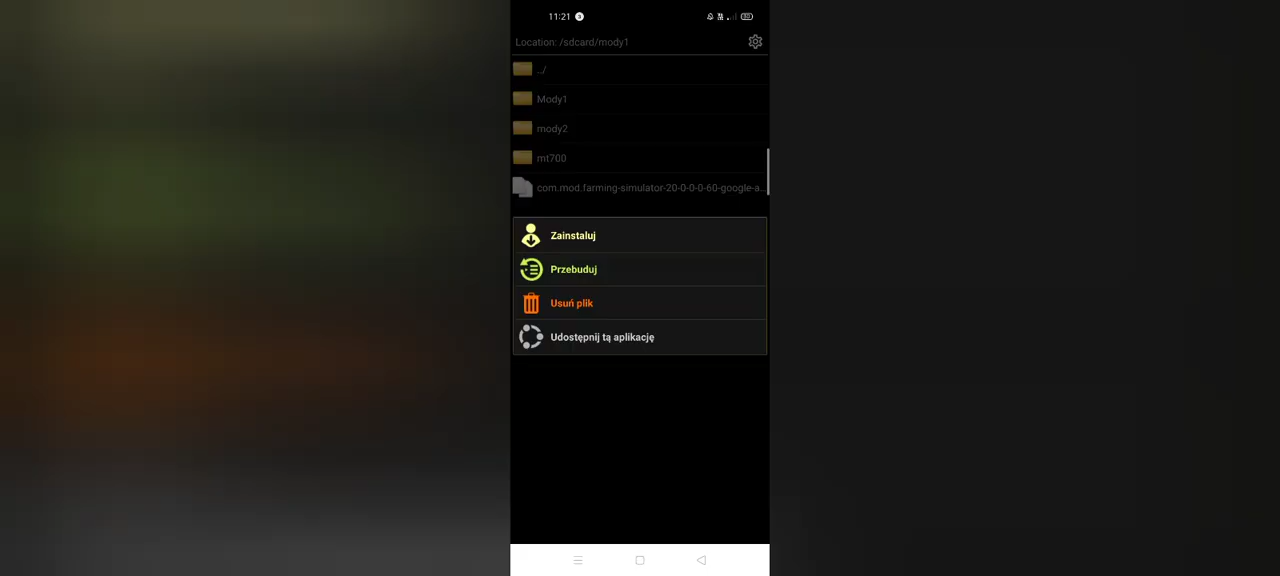 11:21
Location: /sdcard/mody1
../
Mody1
mody2
mt700
com.mod.farming-simulator-20-0-0-0-60-google-a...
Zainstaluj
Przebuduj
Usuń plik
Udostępnij tą aplikację